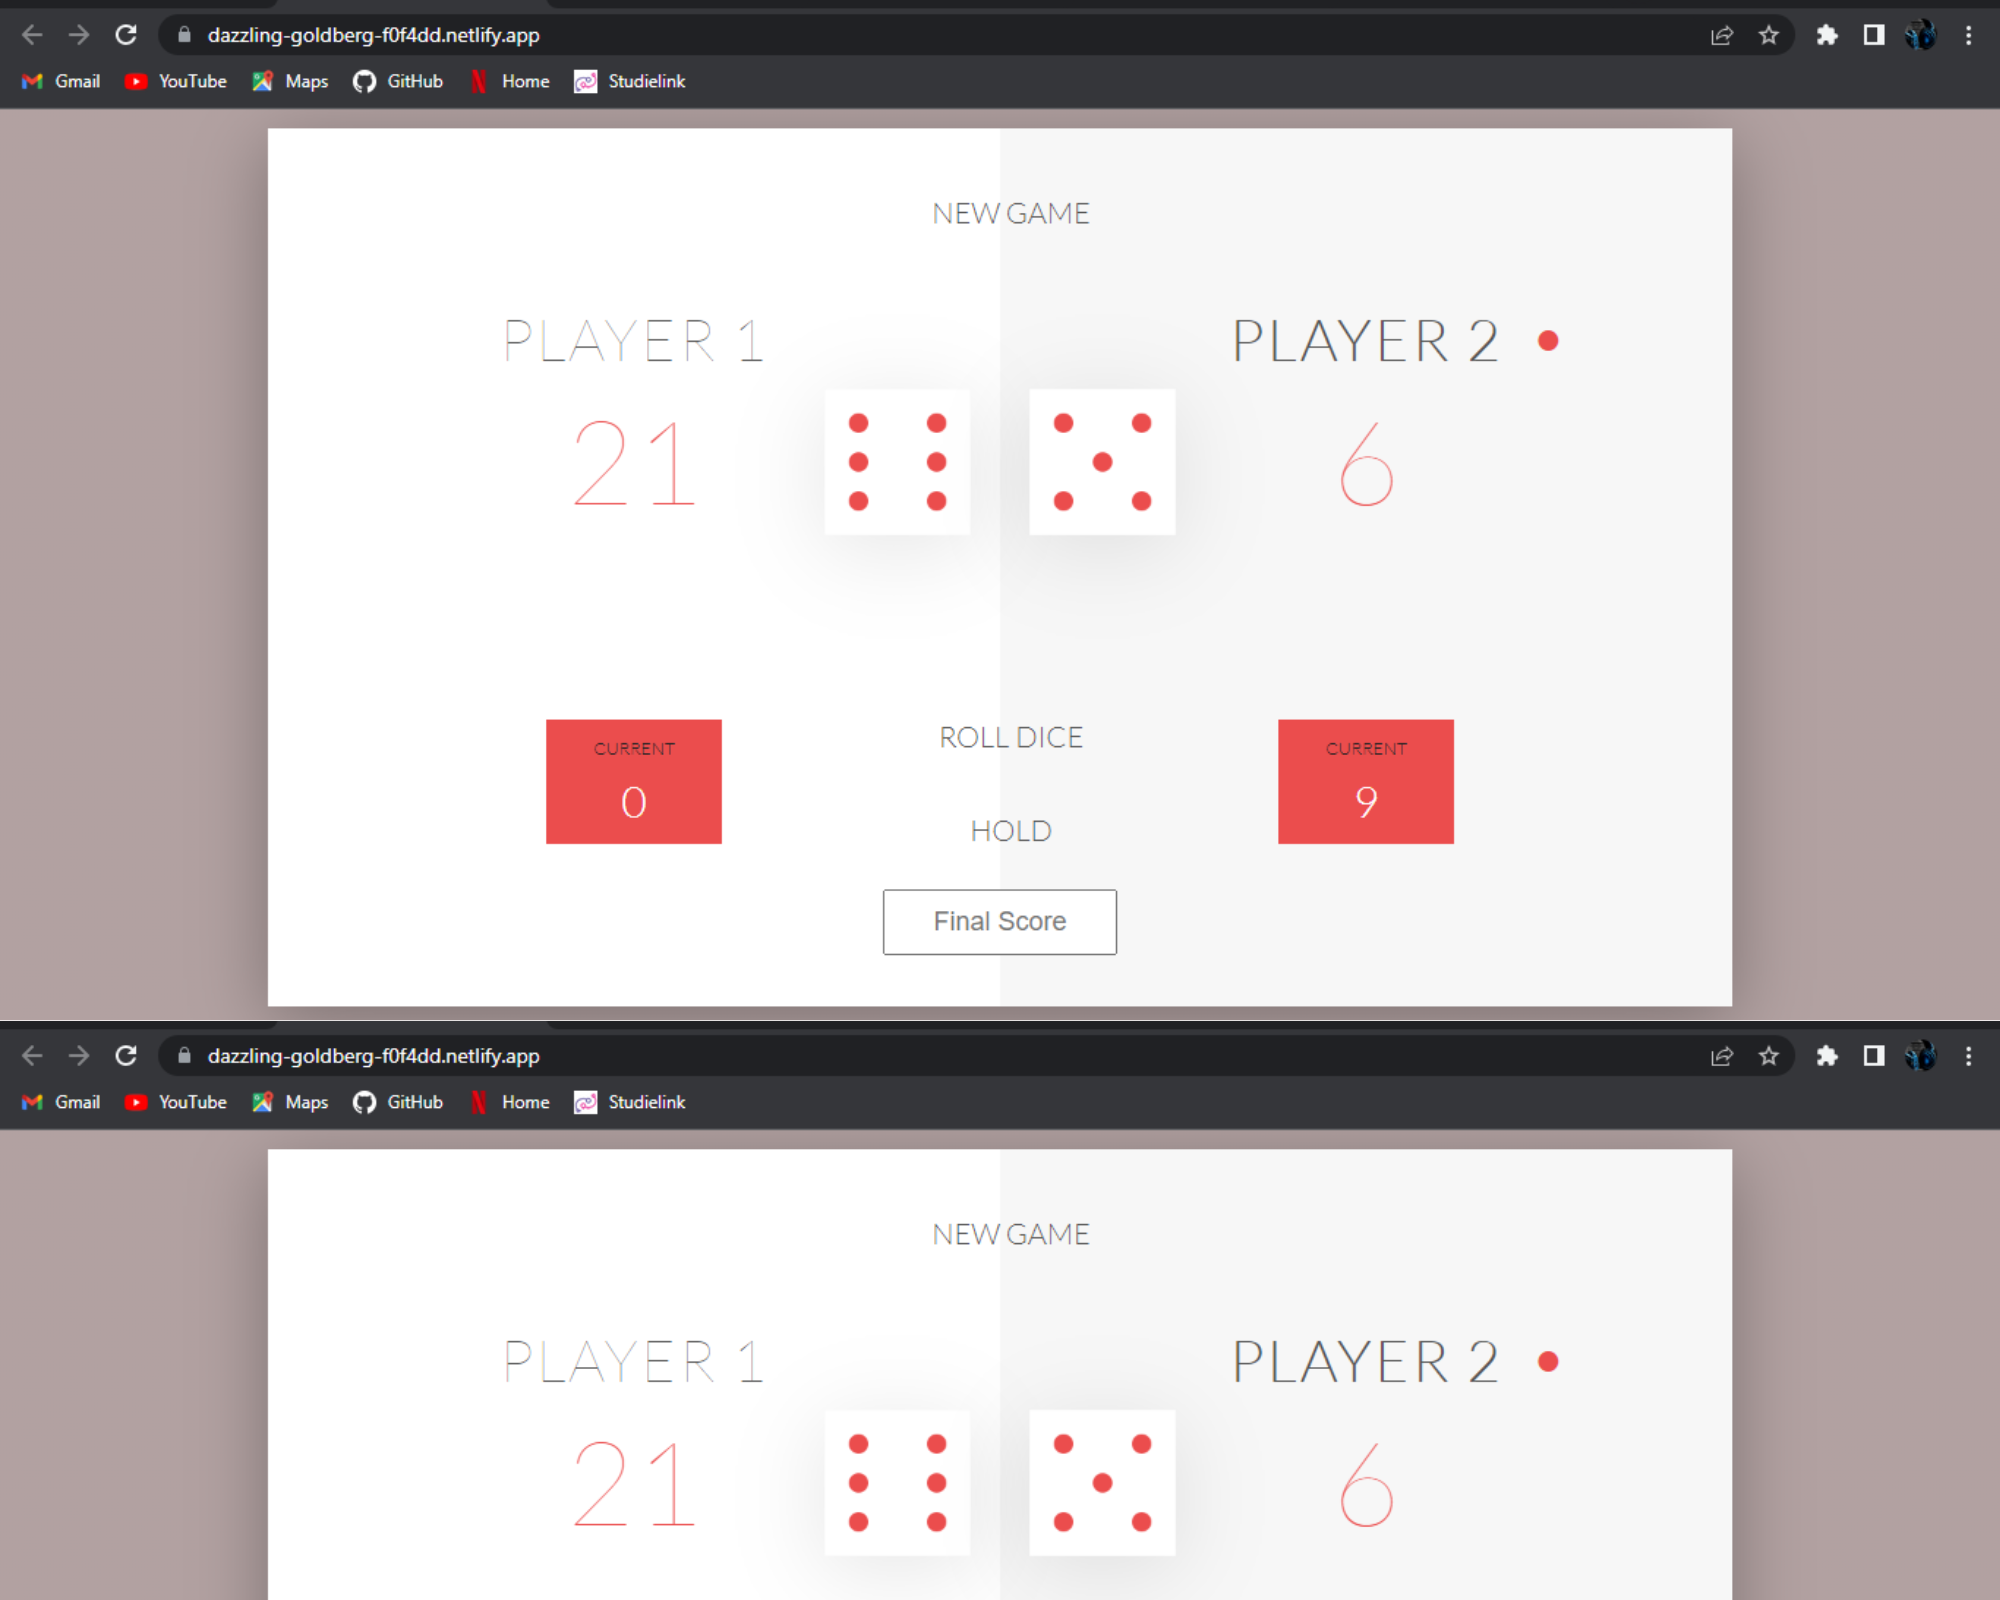 dazzling-goldberg-f0f4dd.netlify.app
Gmail YouTube Maps GitHub Home Studielink
NEW GAME
PLAYER 1 PLAYER 2
21 6
ROLL DICE
CURRENT CURRENT
0 9
HOLD
Final Score
dazzling-goldberg-f0f4dd.netlify.app
Gmail YouTube Maps GitHub Home Studielink
NEW GAME
PLAYER 1 PLAYER 2
21 6